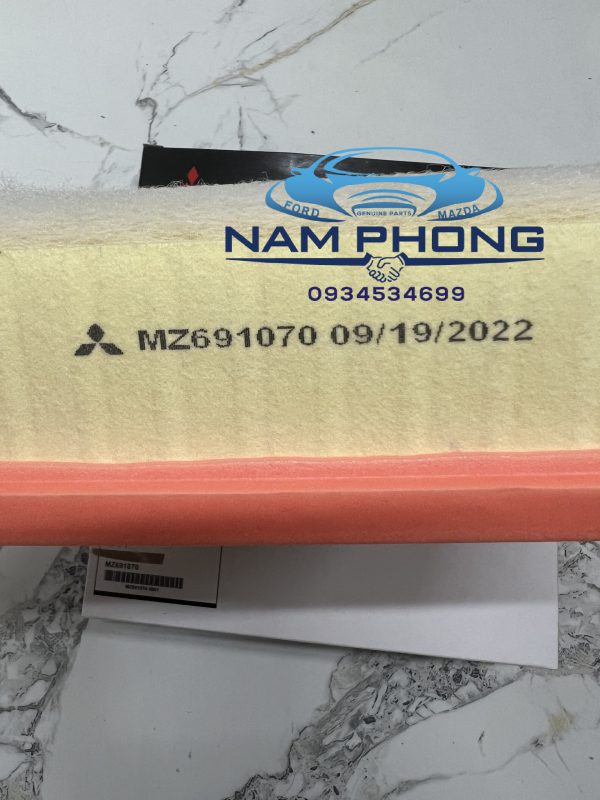 FORD GENUINE PARTS MAZDA
NAM PHONG
0934534699
MZ691070 09/19/2022
MZ691070